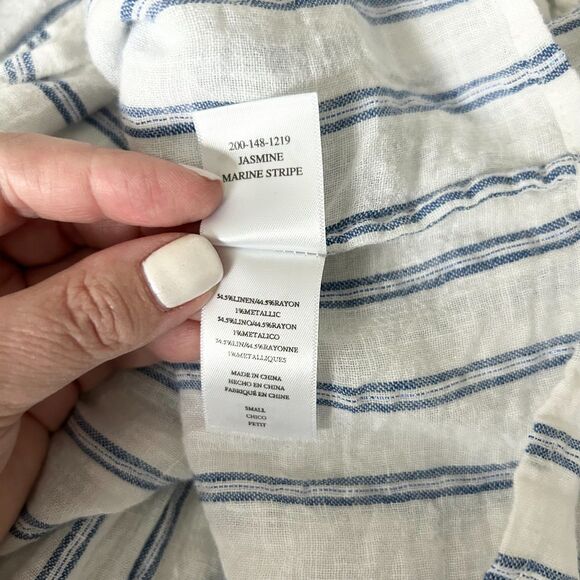 200-148-1219
JASMINE
MARINE STRIPE
54.5%LINEN/44.5%RAYON
1%METALLIC
54.5%LINO/44.5%RAYON
1%METALICO
54.5%LIN/44.5%RAYONNE
1%METALLIQUES
MADE IN CHINA
HECHO EN CHINA
FABRIQUÉ EN CHINE
SMALL
CHICO
PETIT